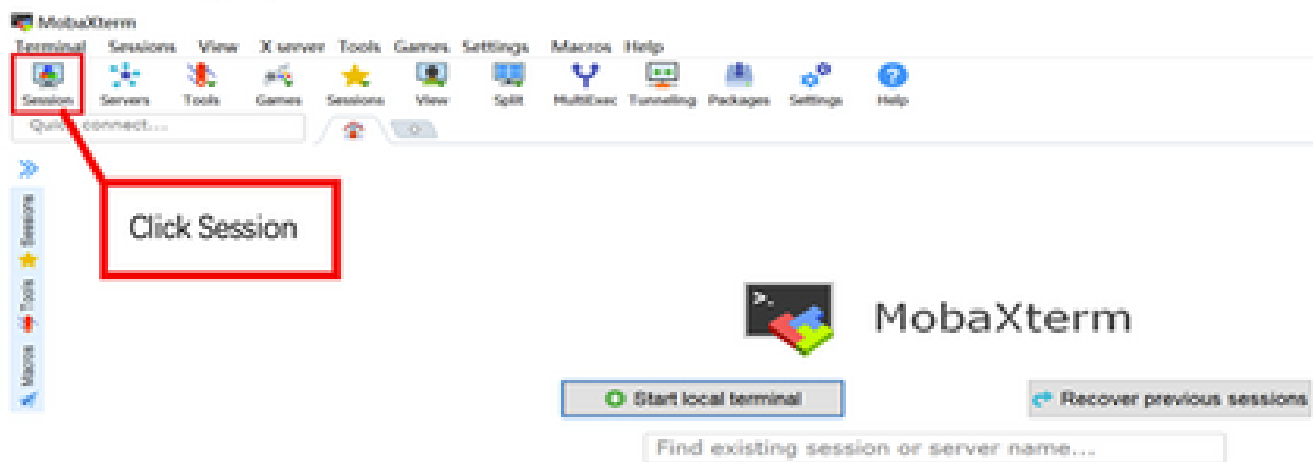 MobaXterm
Terminal Sessions View X server Tools Games Settings Macros Help
Session Servers Tools Games Sessions View Split MultiExec Tunneling Packages Settings Help
Quick connect...
Click Session
Sessions
Tools
Macros
MobaXterm
Start local terminal Recover previous sessions
Find existing session or server name...